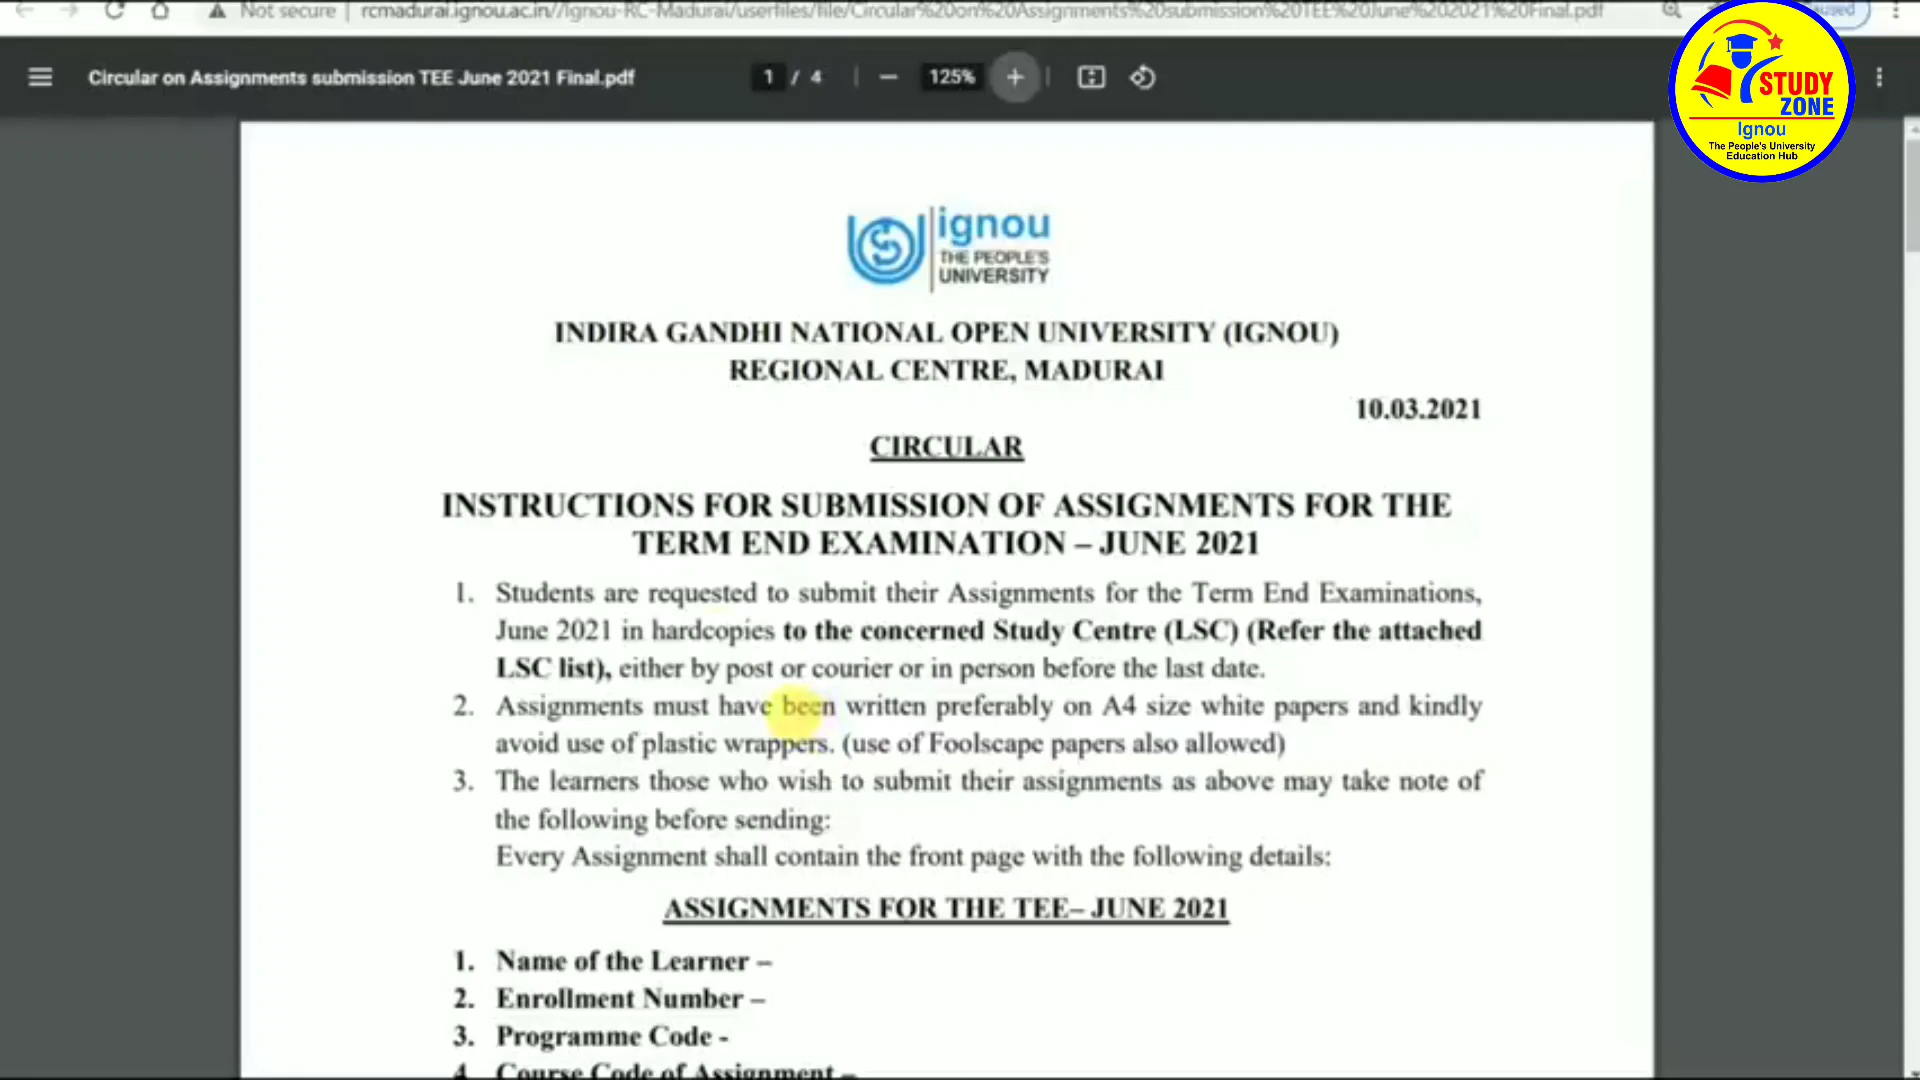 Not secure | rcmadurai.ignou.ac.in//Ignou-RC-Madurai/userfiles/file/Circular%20on%20Assignments%20submission%20TEE%20June%202021%20Final.pdf
Circular on Assignments submission TEE June 2021 Final.pdf
1 / 4
125%
STUDY
ZONE
Ignou
The People's University
Education Hub
ignou
THE PEOPLE'S
UNIVERSITY
INDIRA GANDHI NATIONAL OPEN UNIVERSITY (IGNOU)
REGIONAL CENTRE, MADURAI
10.03.2021
CIRCULAR
INSTRUCTIONS FOR SUBMISSION OF ASSIGNMENTS FOR THE
TERM END EXAMINATION – JUNE 2021
1. Students are requested to submit their Assignments for the Term End Examinations,
June 2021 in hardcopies to the concerned Study Centre (LSC) (Refer the attached
LSC list), either by post or courier or in person before the last date.
2. Assignments must have been written preferably on A4 size white papers and kindly
avoid use of plastic wrappers. (use of Foolscape papers also allowed)
3. The learners those who wish to submit their assignments as above may take note of
the following before sending:
Every Assignment shall contain the front page with the following details:
ASSIGNMENTS FOR THE TEE– JUNE 2021
1. Name of the Learner –
2. Enrollment Number –
3. Programme Code -
4. Course Code of Assignment –